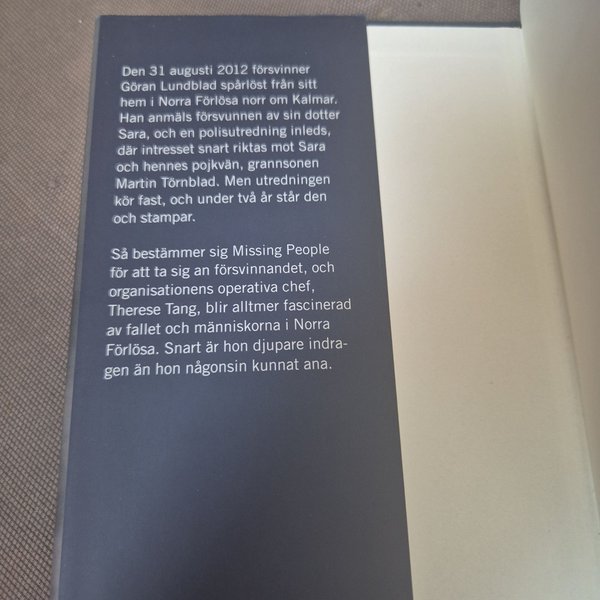 Den 31 augusti 2012 försvinner
Göran Lundblad spårlöst från sitt
hem i Norra Förlösa norr om Kalmar.
Han anmäls försvunnen av sin dotter
Sara, och en polisutredning inleds,
där intresset snart riktas mot Sara
och hennes pojkvän, grannsonen
Martin Törnblad. Men utredningen
kör fast, och under två år står den
och stampar.
Så bestämmer sig Missing People
för att ta sig an försvinnandet, och
organisationens operativa chef,
Therese Tang, blir alltmer fascinerad
av fallet och människorna i Norra
Förlösa. Snart är hon djupare indra-
gen än hon någonsin kunnat ana.